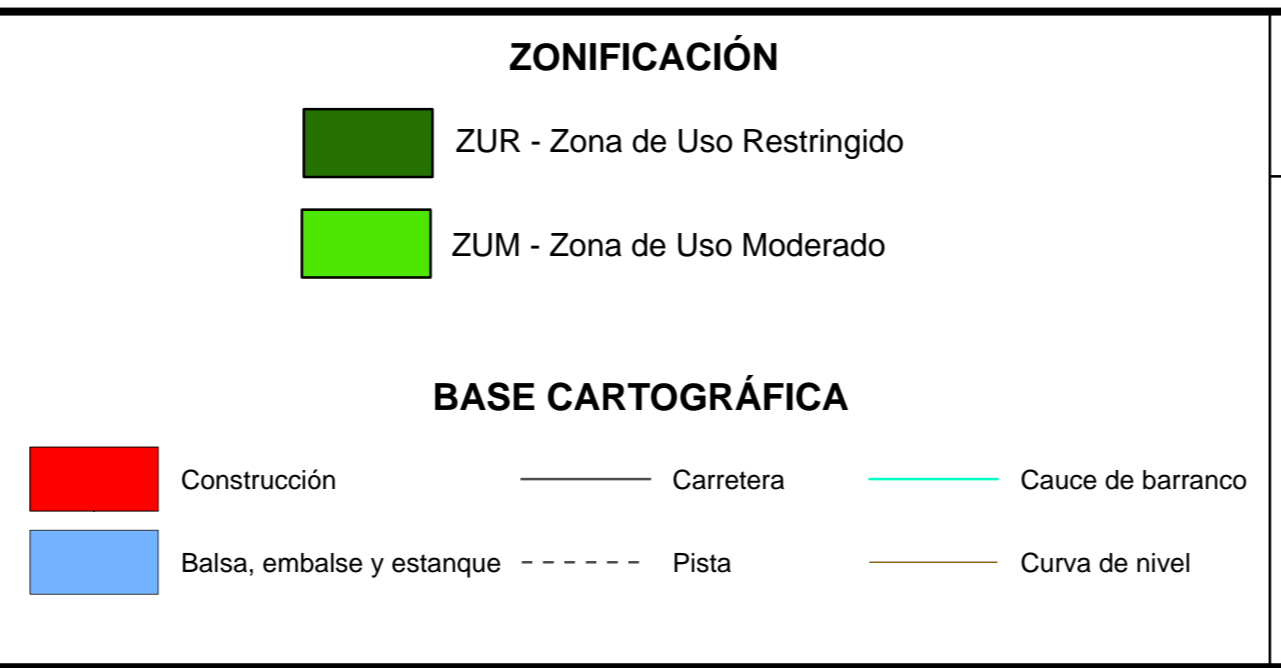 ZONIFICACIÓN
ZUR - Zona de Uso Restringido
ZUM - Zona de Uso Moderado
BASE CARTOGRÁFICA
Construcción
Carretera
Cauce de barranco
Balsa, embalse y estanque
Pista
Curva de nivel